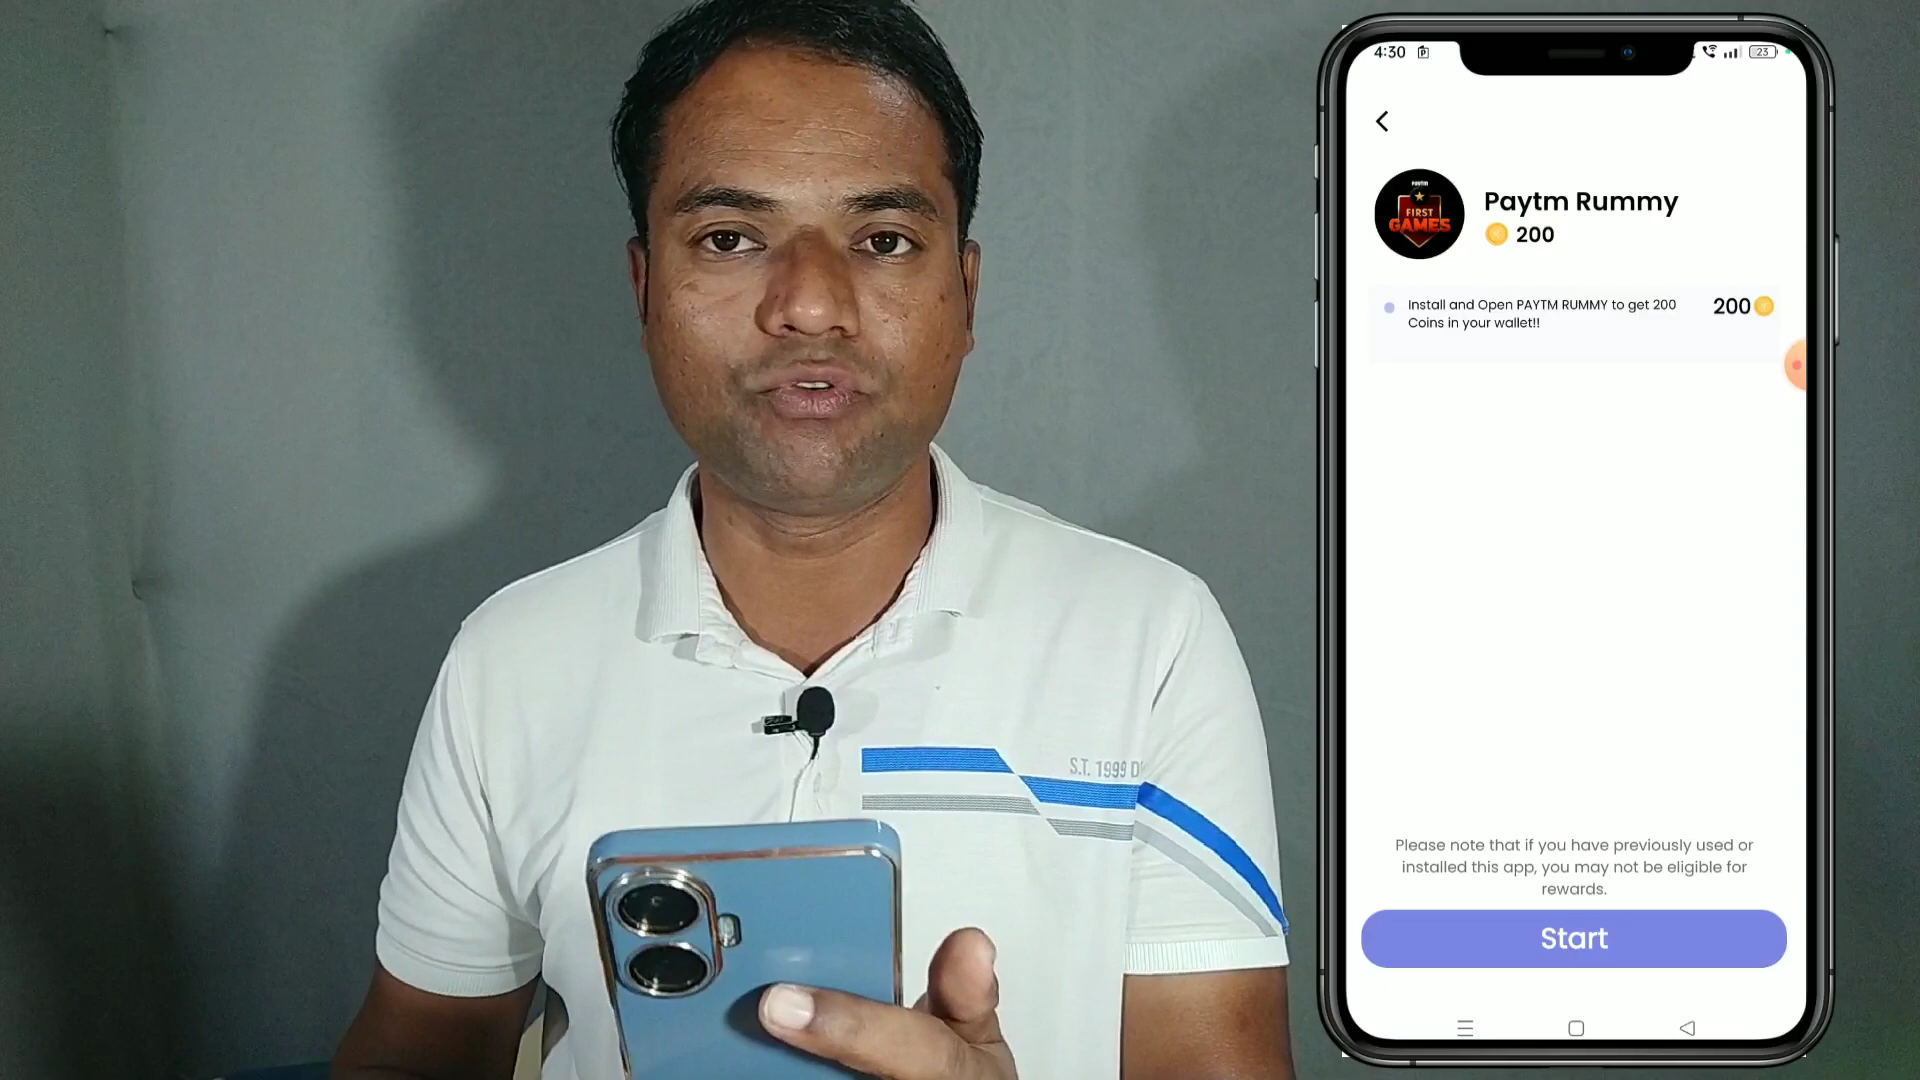 4:30
23
PAYTM
FIRST
GAMES
Paytm Rummy
200
Install and Open PAYTM RUMMY to get 200
Coins in your wallet!!
200
Please note that if you have previously used or
installed this app, you may not be eligible for
rewards.
Start
S.T. 1999 D